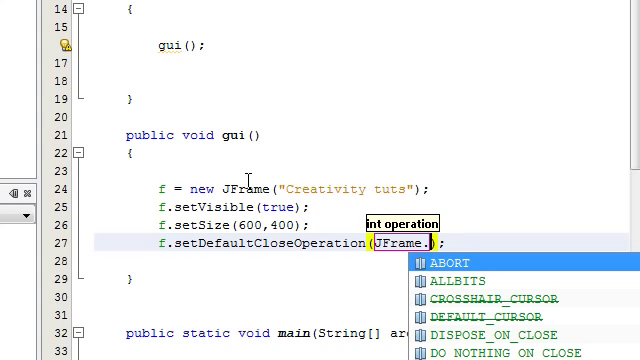 14
15
16 gui();
17
18
19 }
20
21 public void gui()
22 {
23
24 f = new JFrame("Creativity tuts");
25 f.setVisible(true);
26 f.setSize(600,400);
int operation
27 f.setDefaultCloseOperation(JFrame.);
28 ABORT
29 } ALLBITS
30 CROSSHAIR_CURSOR
31 DEFAULT_CURSOR
32 public static void main(String[] ar DISPOSE_ON_CLOSE
33 DO_NOTHING_ON_CLOSE